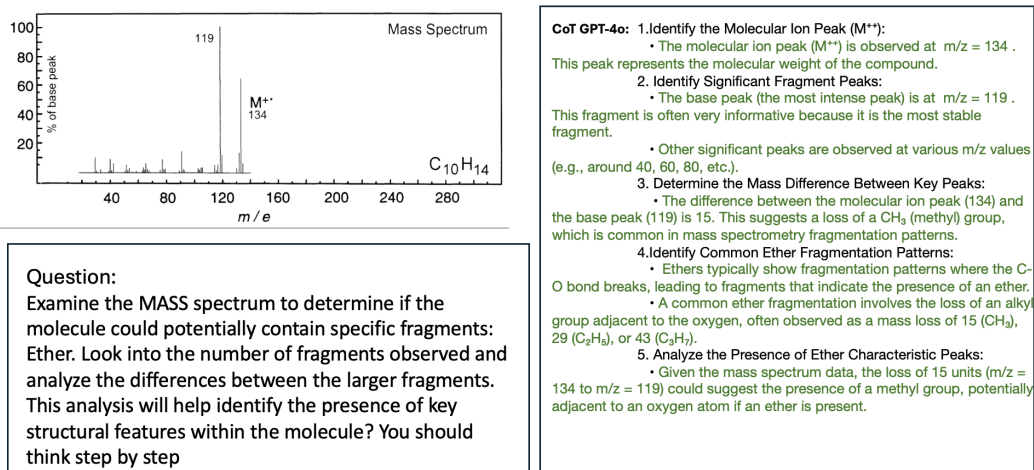 100
80
60
40
20
% of base peak
Mass Spectrum
119
M+·
134
C10H14
40 80 120 160 200 240 280
m / e
Question:
Examine the MASS spectrum to determine if the
molecule could potentially contain specific fragments:
Ether. Look into the number of fragments observed and
analyze the differences between the larger fragments.
This analysis will help identify the presence of key
structural features within the molecule? You should
think step by step
CoT GPT-4o: 1.Identify the Molecular Ion Peak (M⁺⁺):
• The molecular ion peak (M⁺⁺) is observed at m/z = 134 .
This peak represents the molecular weight of the compound.
2. Identify Significant Fragment Peaks:
• The base peak (the most intense peak) is at m/z = 119 .
This fragment is often very informative because it is the most stable
fragment.
• Other significant peaks are observed at various m/z values
(e.g., around 40, 60, 80, etc.).
3. Determine the Mass Difference Between Key Peaks:
• The difference between the molecular ion peak (134) and
the base peak (119) is 15. This suggests a loss of a CH₃ (methyl) group,
which is common in mass spectrometry fragmentation patterns.
4.Identify Common Ether Fragmentation Patterns:
• Ethers typically show fragmentation patterns where the C-
O bond breaks, leading to fragments that indicate the presence of an ether.
• A common ether fragmentation involves the loss of an alkyl
group adjacent to the oxygen, often observed as a mass loss of 15 (CH₃),
29 (C₂H₅), or 43 (C₃H₇).
5. Analyze the Presence of Ether Characteristic Peaks:
• Given the mass spectrum data, the loss of 15 units (m/z =
134 to m/z = 119) could suggest the presence of a methyl group, potentially
adjacent to an oxygen atom if an ether is present.